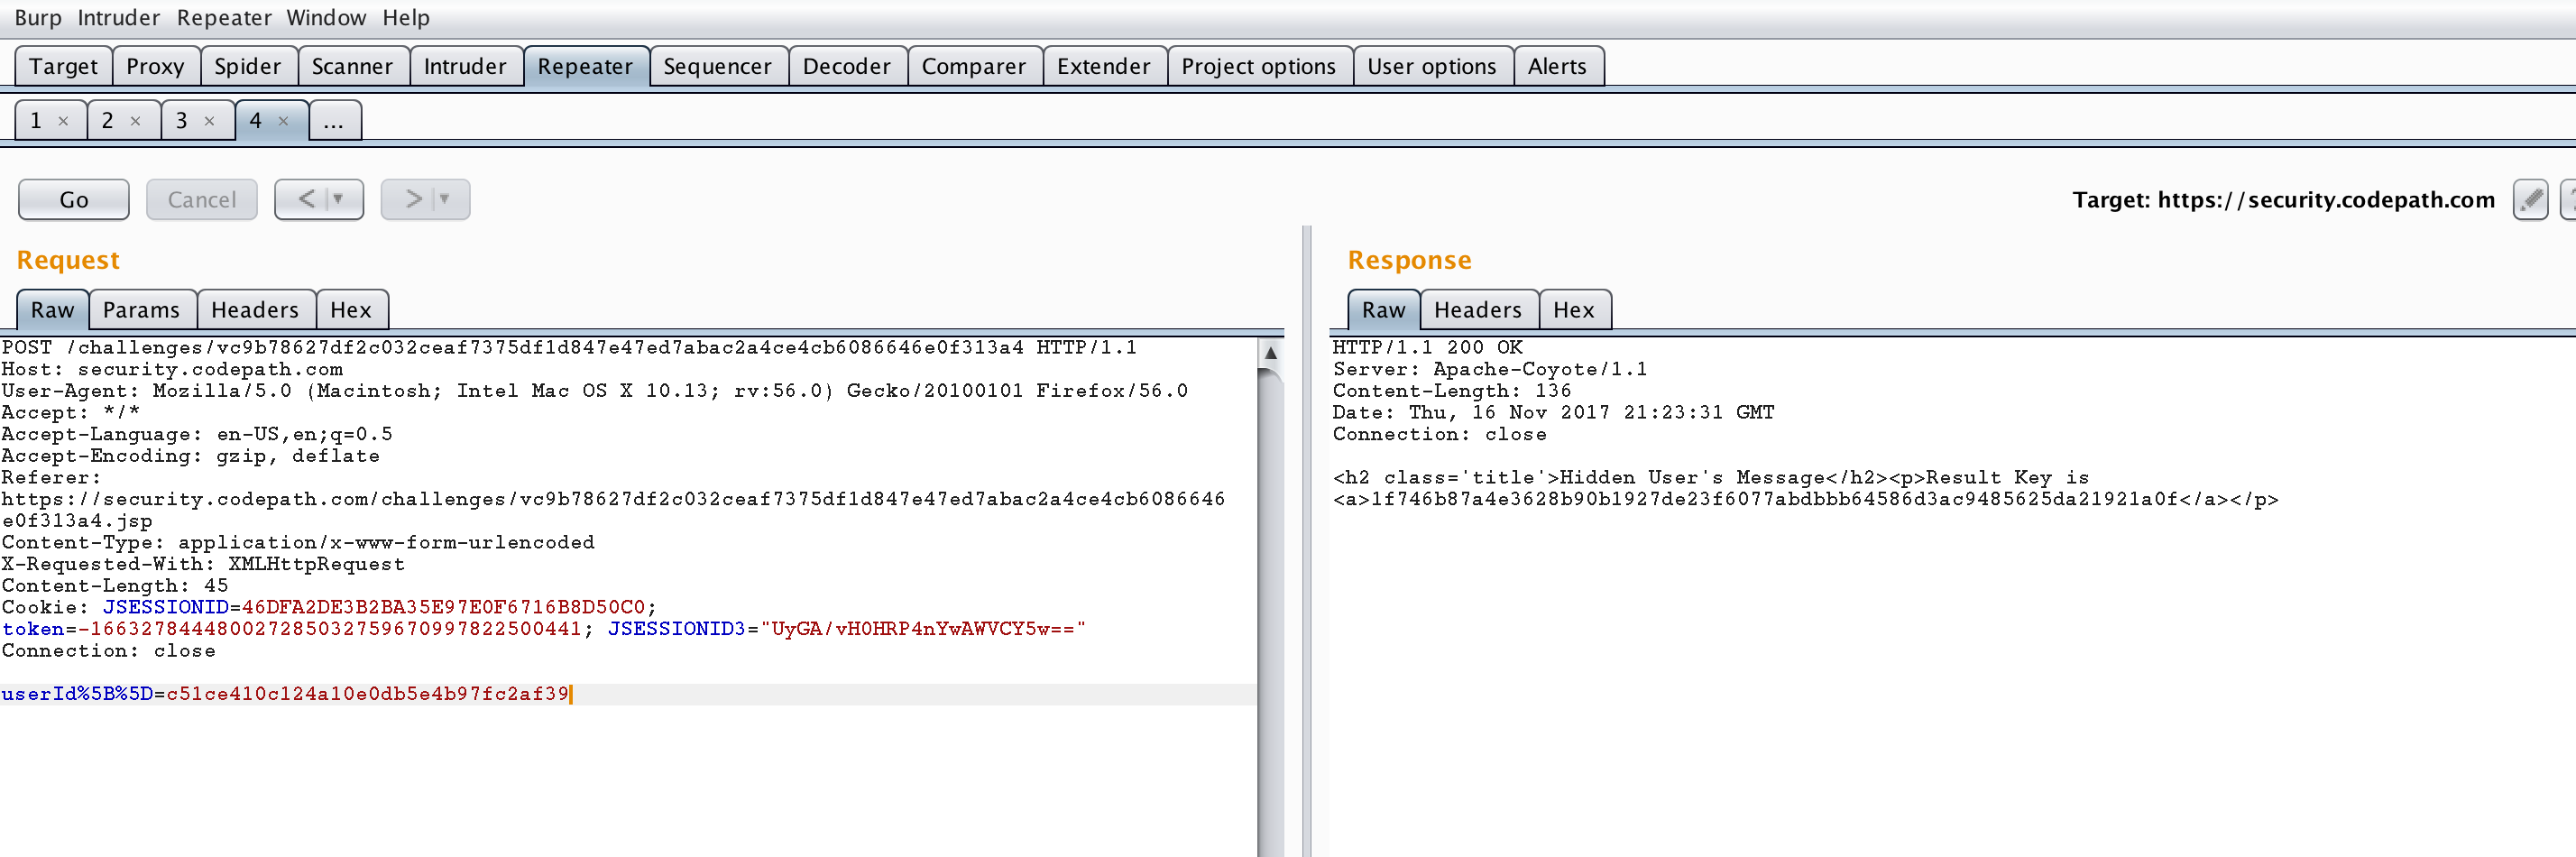 Burp Intruder Repeater Window Help
Target Proxy Spider Scanner Intruder Repeater Sequencer Decoder Comparer Extender Project options User options Alerts
1 × 2 × 3 × 4 × ...
Go Cancel < > Target: https://security.codepath.com
Request
Raw Params Headers Hex
POST /challenges/vc9b78627df2c032ceaf7375df1d847e47ed7abac2a4ce4cb6086646e0f313a4 HTTP/1.1
Host: security.codepath.com
User-Agent: Mozilla/5.0 (Macintosh; Intel Mac OS X 10.13; rv:56.0) Gecko/20100101 Firefox/56.0
Accept: */*
Accept-Language: en-US,en;q=0.5
Accept-Encoding: gzip, deflate
Referer:
https://security.codepath.com/challenges/vc9b78627df2c032ceaf7375df1d847e47ed7abac2a4ce4cb6086646
e0f313a4.jsp
Content-Type: application/x-www-form-urlencoded
X-Requested-With: XMLHttpRequest
Content-Length: 45
Cookie: JSESSIONID=46DFA2DE3B2BA35E97E0F6716B8D50C0;
token=-166327844480027285032759670997822500441; JSESSIONID3="UyGA/vH0HRP4nYwAWVCY5w=="
Connection: close
userId%5B%5D=c51ce410c124a10e0db5e4b97fc2af39
Response
Raw Headers Hex
HTTP/1.1 200 OK
Server: Apache-Coyote/1.1
Content-Length: 136
Date: Thu, 16 Nov 2017 21:23:31 GMT
Connection: close
<h2 class='title'>Hidden User's Message</h2><p>Result Key is
<a>1f746b87a4e3628b90b1927de23f6077abdbbb64586d3ac9485625da21921a0f</a></p>